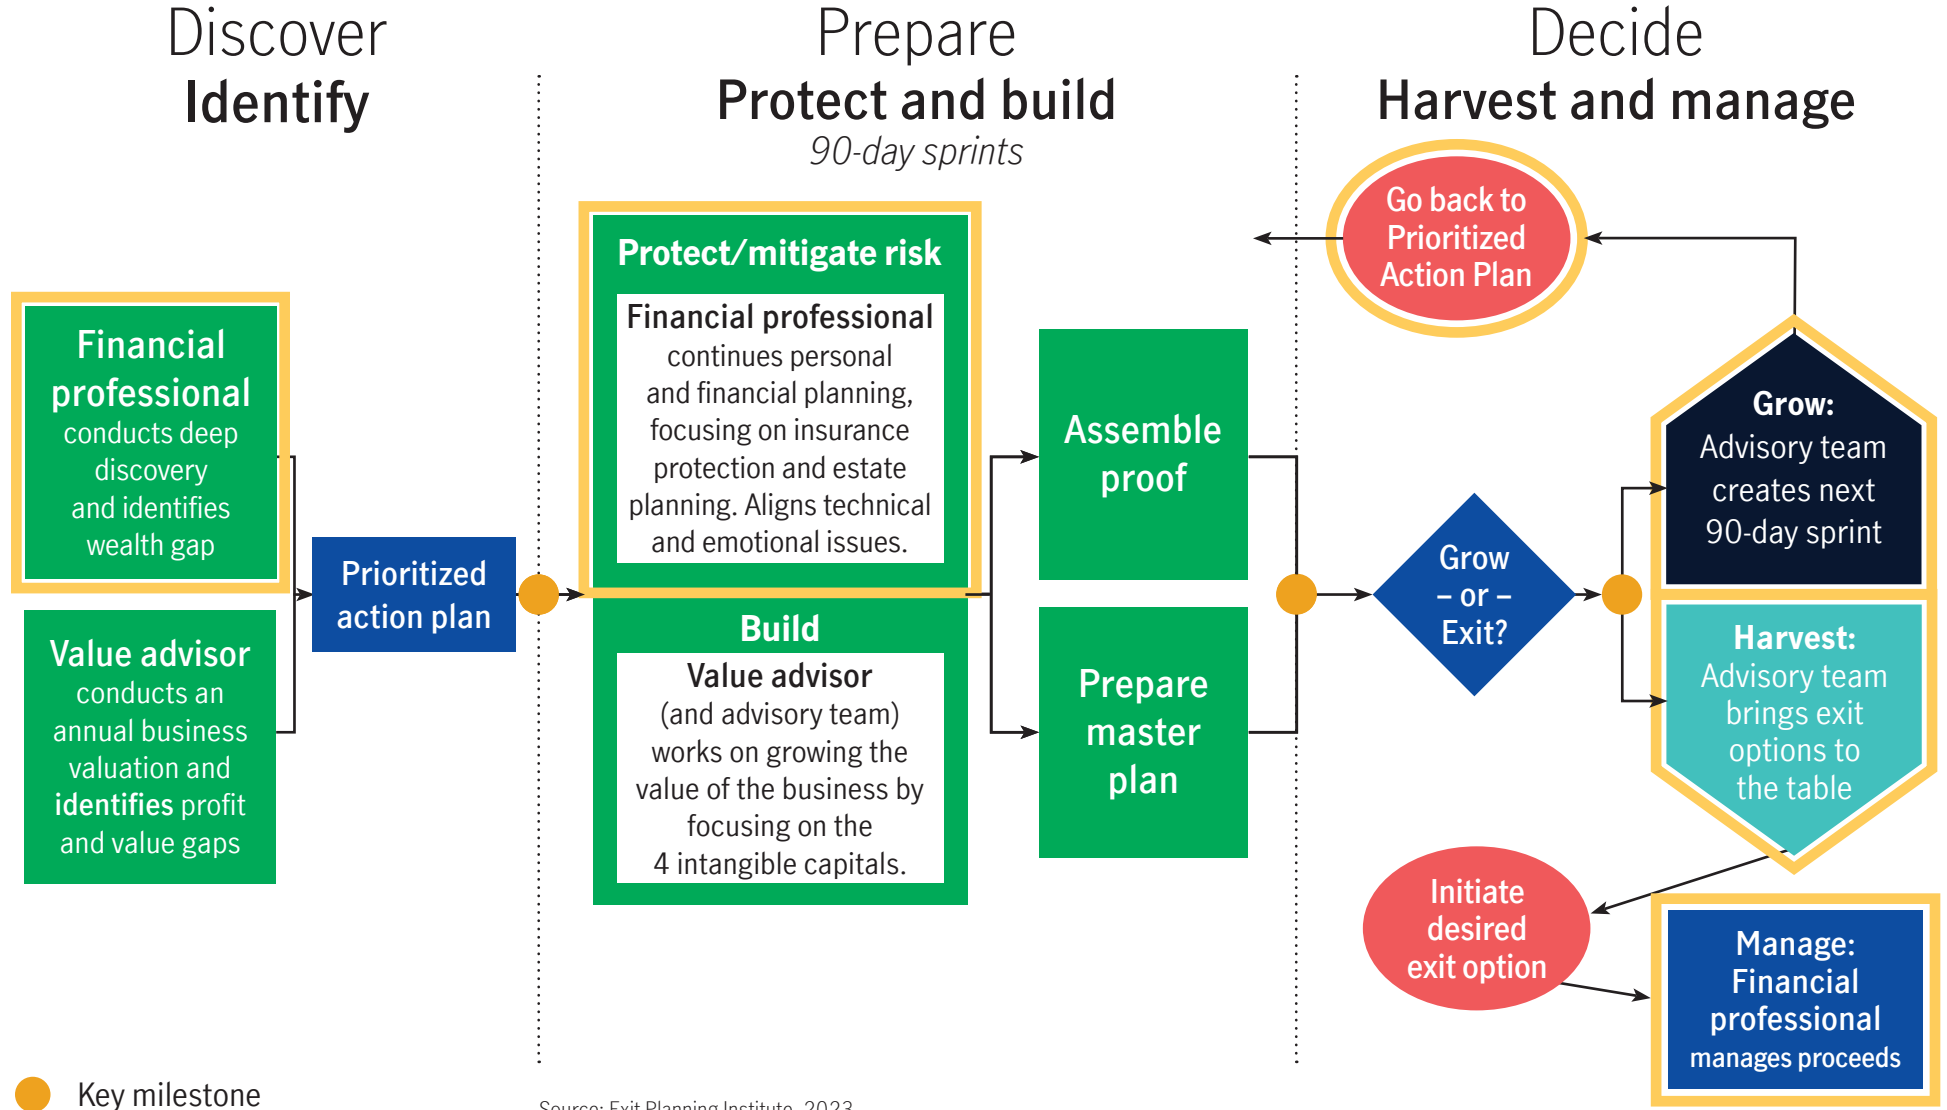 Discover
Identify
Prepare
Protect and build
90-day sprints
Decide
Harvest and manage
Financial
professional
conducts deep
discovery
and identifies
wealth gap
Value advisor
conducts an
annual business
valuation and
identifies profit
and value gaps
Prioritized
action plan
Protect/mitigate risk
Financial professional
continues personal
and financial planning,
focusing on insurance
protection and estate
planning. Aligns technical
and emotional issues.
Build
Value advisor
(and advisory team)
works on growing the
value of the business by
focusing on the
4 intangible capitals.
Assemble
proof
Prepare
master
plan
Go back to
Prioritized
Action Plan
Grow
– or –
Exit?
Grow:
Advisory team
creates next
90-day sprint
Harvest:
Advisory team
brings exit
options to
the table
Initiate
desired
exit option
Manage:
Financial
professional
manages proceeds
Key milestone
Source: Exit Planning Institute, 2023